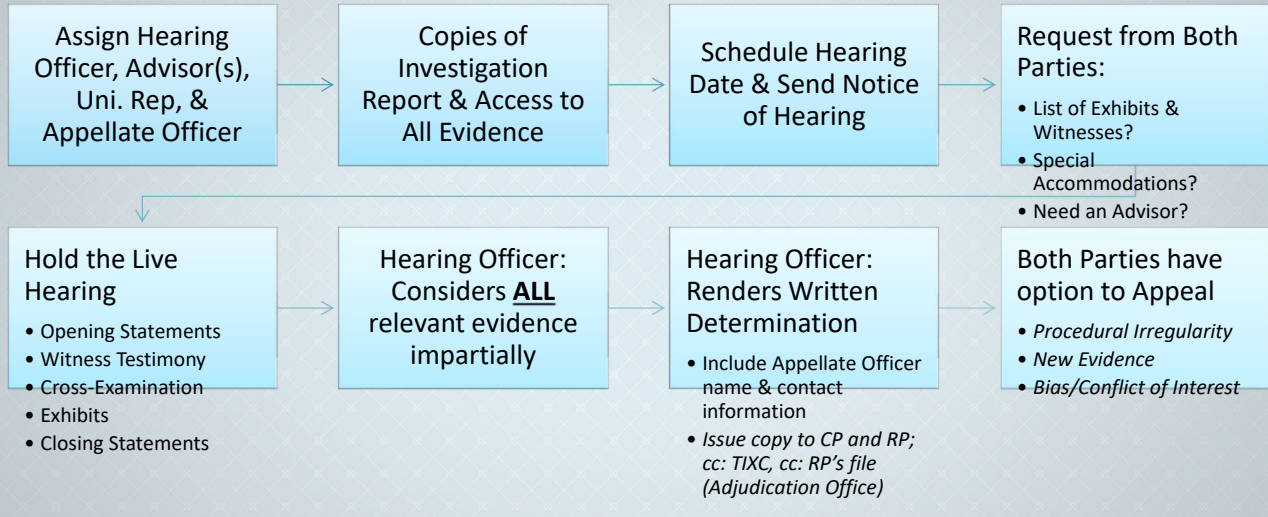 Assign Hearing
Officer, Advisor(s),
Uni. Rep, &
Appellate Officer
Copies of
Investigation
Report & Access to
All Evidence
Schedule Hearing
Date & Send Notice
of Hearing
Request from Both
Parties:
• List of Exhibits &
Witnesses?
• Special
Accommodations?
• Need an Advisor?
Hold the Live
Hearing
• Opening Statements
• Witness Testimony
• Cross-Examination
• Exhibits
• Closing Statements
Hearing Officer:
Considers ALL
relevant evidence
impartially
Hearing Officer:
Renders Written
Determination
• Include Appellate Officer
name & contact
information
• Issue copy to CP and RP;
cc: TIXC, cc: RP's file
(Adjudication Office)
Both Parties have
option to Appeal
• Procedural Irregularity
• New Evidence
• Bias/Conflict of Interest